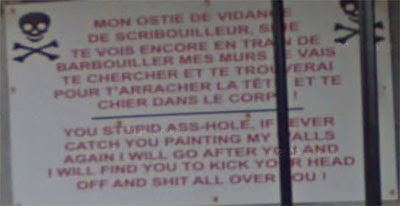 MON OSTIE DE VIDANGE
DE SCRIBOUILLEUR, SI JE
TE VOIS ENCORE EN TRAIN DE
BARBOUILLER MES MURS JE VAIS
TE CHERCHER ET TE TROUVERAI
POUR T'ARRACHER LA TÊTE ET TE
CHIER DANS LE CORPS !
YOU STUPID ASS-HOLE, IF EVER
CATCH YOU PAINTING MY WALLS
AGAIN I WILL GO AFTER YOU AND
I WILL FIND YOU TO KICK YOUR HEAD
OFF AND SHIT ALL OVER YOU !